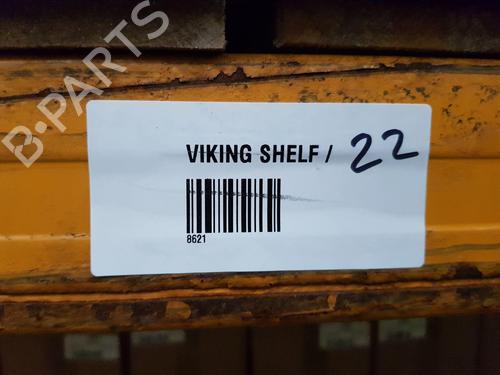 B-PARTS
VIKING SHELF / 22
8621